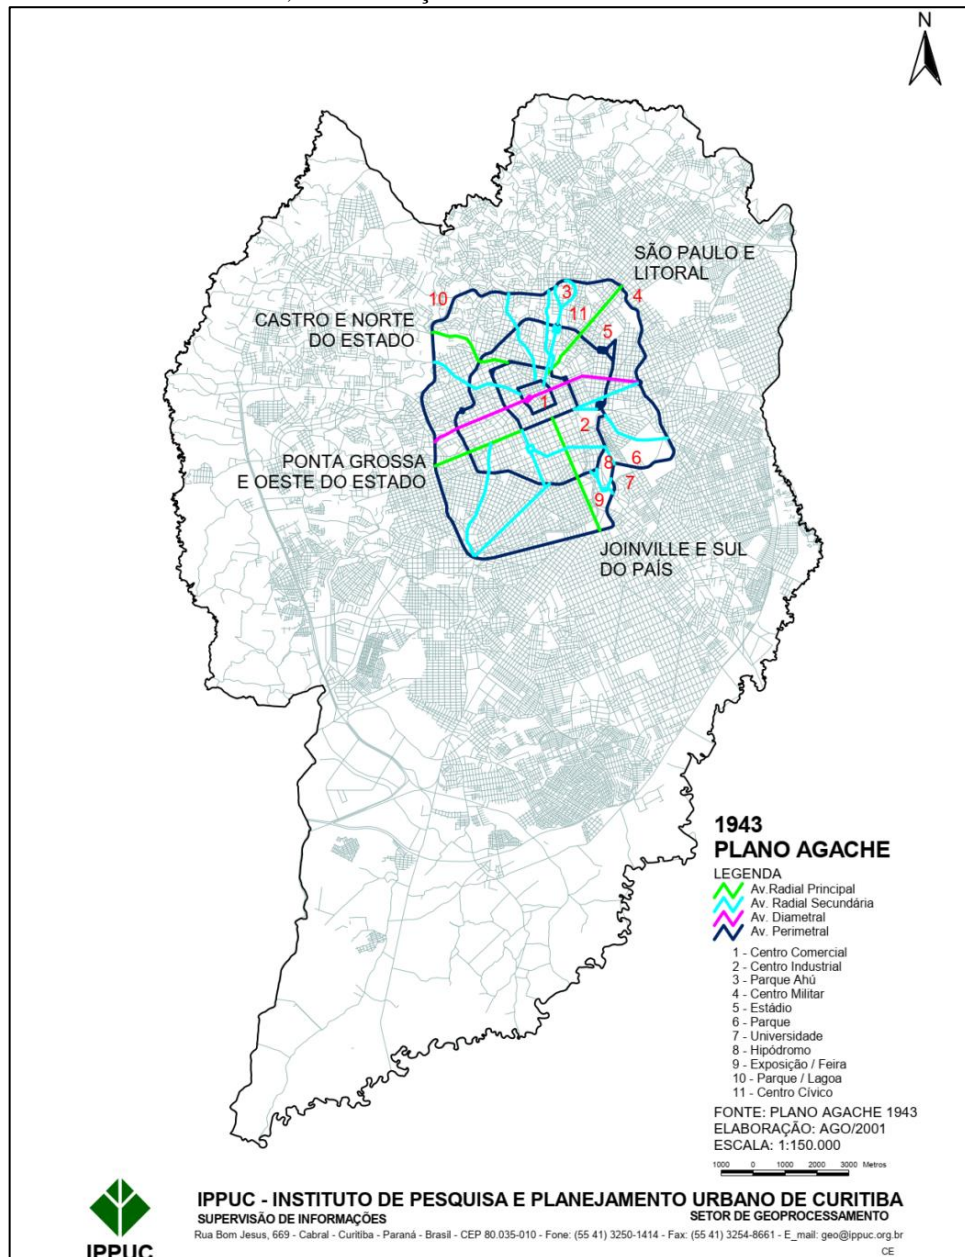 N
SÃO PAULO E
LITORAL
10
3
4
11
CASTRO E NORTE
DO ESTADO
5
1
2
PONTA GROSSA
E OESTE DO ESTADO
8
6
7
9
JOINVILLE E SUL
DO PAÍS
1943
PLANO AGACHE
LEGENDA
Av.Radial Principal
Av. Radial Secundária
Av. Diametral
Av. Perimetral
1 - Centro Comercial
2 - Centro Industrial
3 - Parque Ahú
4 - Centro Militar
5 - Estádio
6 - Parque
7 - Universidade
8 - Hipódromo
9 - Exposição / Feira
10 - Parque / Lagoa
11 - Centro Cívico
FONTE: PLANO AGACHE 1943
ELABORAÇÃO: AGO/2001
ESCALA: 1:150.000
1000 0 1000 2000 3000 Metros
IPPUC - INSTITUTO DE PESQUISA E PLANEJAMENTO URBANO DE CURITIBA
SUPERVISÃO DE INFORMAÇÕES SETOR DE GEOPROCESSAMENTO
Rua Bom Jesus, 669 - Cabral - Curitiba - Paraná - Brasil - CEP 80.035-010 - Fone: (55 41) 3250-1414 - Fax: (55 41) 3254-8661 - E_mail: geo@ippuc.org.br
CE
IPPUC